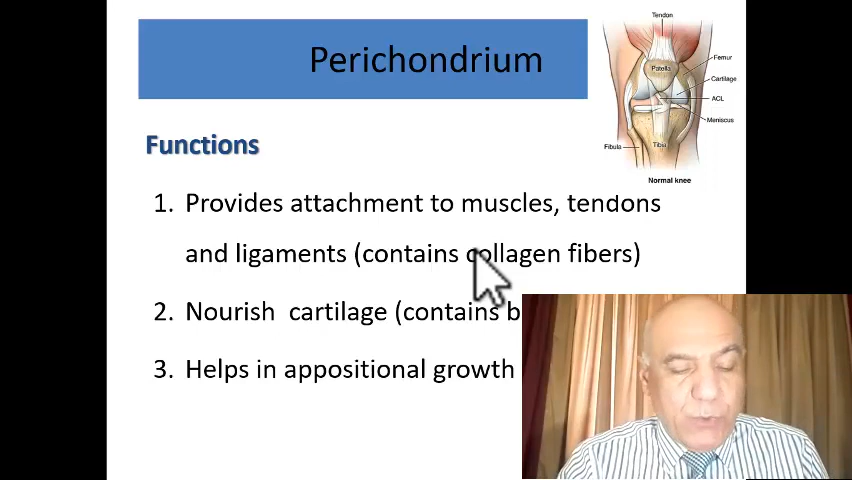 Perichondrium
Tendon
Femur
Patella
Cartilage
ACL
Meniscus
Fibula
Tibia
Normal knee
Functions
1. Provides attachment to muscles, tendons
and ligaments (contains collagen fibers)
2. Nourish cartilage (contains b
3. Helps in appositional growth